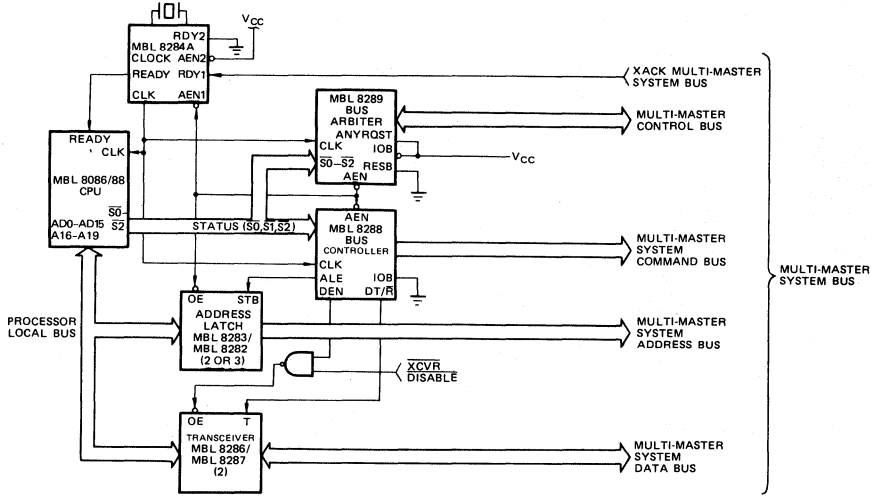 VCC
RDY2
MBL 8284A
CLOCK AEN2
READY RDY1
CLK AEN1
XACK MULTI-MASTER
SYSTEM BUS
MBL 8289
BUS
ARBITER
ANYRQST
CLK IOB
S0–S2
RESB
AEN
MULTI-MASTER
CONTROL BUS
VCC
READY
CLK
MBL 8086/88
CPU
S0-
S2
AD0–AD15
A16–A19
STATUS (S0,S1,S2)
AEN
MBL 8288
BUS
CONTROLLER
CLK
ALE IOB
DEN DT/R
MULTI-MASTER
SYSTEM
COMMAND BUS
MULTI-MASTER
SYSTEM BUS
PROCESSOR
LOCAL BUS
OE STB
ADDRESS
LATCH
MBL 8283/
MBL 8282
(2 OR 3)
MULTI-MASTER
SYSTEM
ADDRESS BUS
XCVR
DISABLE
OE T
TRANSCEIVER
MBL 8286/
MBL 8287
(2)
MULTI-MASTER
SYSTEM
DATA BUS